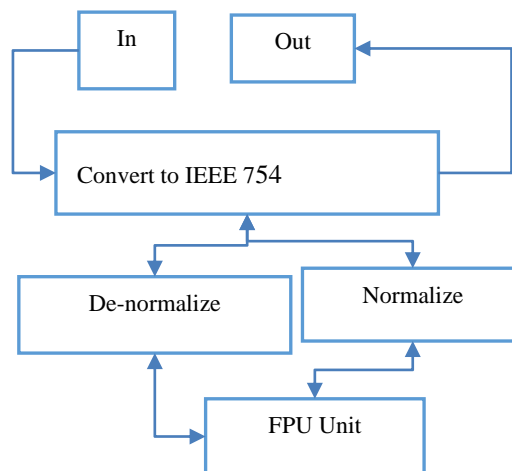 In
Out
Convert to IEEE 754
De-normalize
Normalize
FPU Unit